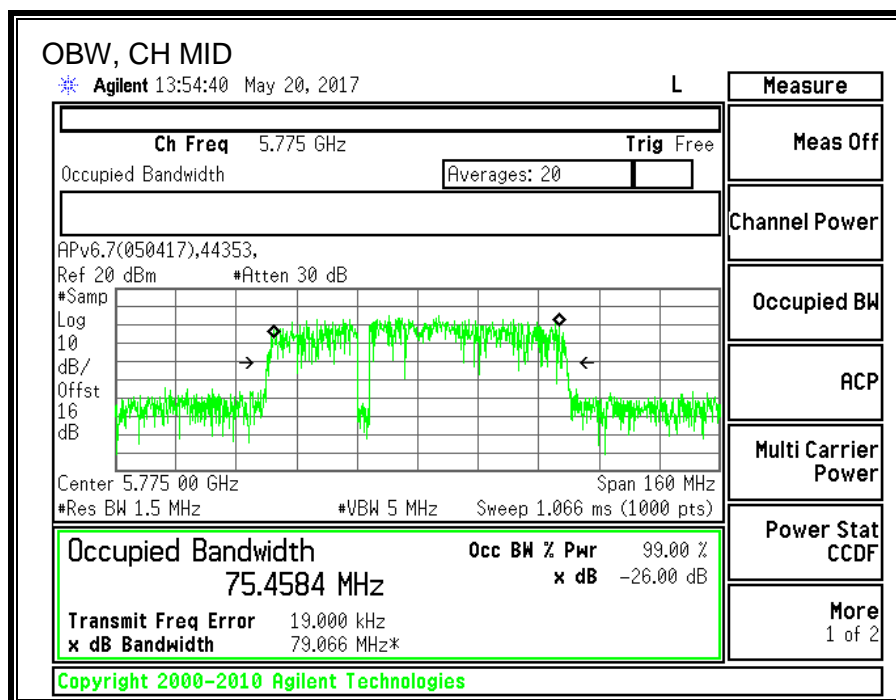 OBW, CH MID
Agilent 13:54:40 May 20, 2017 L
Measure
Ch Freq 5.775 GHz Trig Free
Meas Off
Occupied Bandwidth Averages: 20
Channel Power
APv6.7(050417),44353,
Ref 20 dBm #Atten 30 dB
#Samp
Log
10
dB/
Offst
16
dB
Occupied BW
ACP
Center 5.775 00 GHz Span 160 MHz
#Res BW 1.5 MHz #VBW 5 MHz Sweep 1.066 ms (1000 pts)
Multi Carrier
Power
Occupied Bandwidth Occ BW % Pwr 99.00 %
75.4584 MHz x dB -26.00 dB
Power Stat
CCDF
Transmit Freq Error 19.000 kHz
x dB Bandwidth 79.066 MHz*
More
1 of 2
Copyright 2000-2010 Agilent Technologies